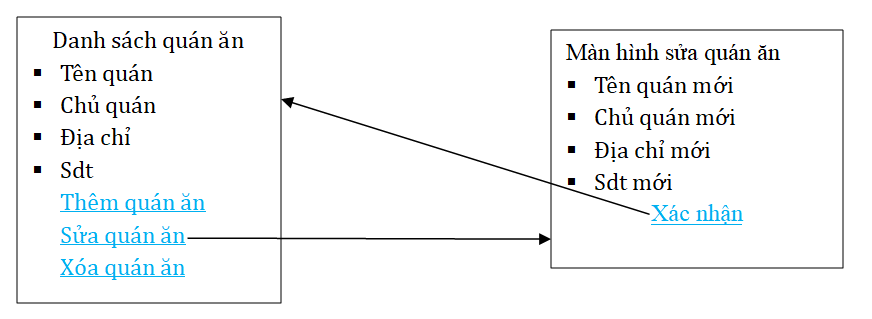 Danh sách quán ăn
▪ Tên quán
▪ Chủ quán
▪ Địa chỉ
▪ Sdt
Thêm quán ăn
Sửa quán ăn
Xóa quán ăn
Màn hình sửa quán ăn
▪ Tên quán mới
▪ Chủ quán mới
▪ Địa chỉ mới
▪ Sdt mới
Xác nhận